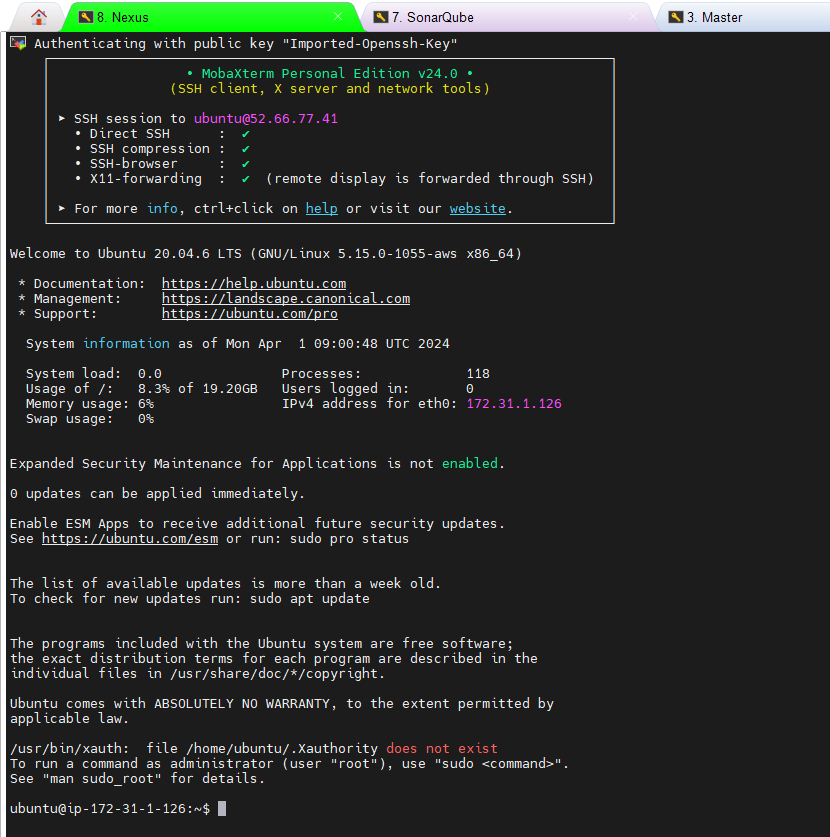 8. Nexus
7. SonarQube
3. Master
Authenticating with public key "Imported-Openssh-Key"
• MobaXterm Personal Edition v24.0 •
(SSH client, X server and network tools)
➤ SSH session to ubuntu@52.66.77.41
• Direct SSH      :  ✔
• SSH compression :  ✔
• SSH-browser     :  ✔
• X11-forwarding  :  ✔  (remote display is forwarded through SSH)
➤ For more info, ctrl+click on help or visit our website.
Welcome to Ubuntu 20.04.6 LTS (GNU/Linux 5.15.0-1055-aws x86_64)
* Documentation:  https://help.ubuntu.com
* Management:     https://landscape.canonical.com
* Support:        https://ubuntu.com/pro
System information as of Mon Apr  1 09:00:48 UTC 2024
System load:  0.0               Processes:             118
Usage of /:   8.3% of 19.20GB   Users logged in:       0
Memory usage: 6%                IPv4 address for eth0: 172.31.1.126
Swap usage:   0%
Expanded Security Maintenance for Applications is not enabled.
0 updates can be applied immediately.
Enable ESM Apps to receive additional future security updates.
See https://ubuntu.com/esm or run: sudo pro status
The list of available updates is more than a week old.
To check for new updates run: sudo apt update
The programs included with the Ubuntu system are free software;
the exact distribution terms for each program are described in the
individual files in /usr/share/doc/*/copyright.
Ubuntu comes with ABSOLUTELY NO WARRANTY, to the extent permitted by
applicable law.
/usr/bin/xauth:  file /home/ubuntu/.Xauthority does not exist
To run a command as administrator (user "root"), use "sudo <command>".
See "man sudo_root" for details.
ubuntu@ip-172-31-1-126:~$